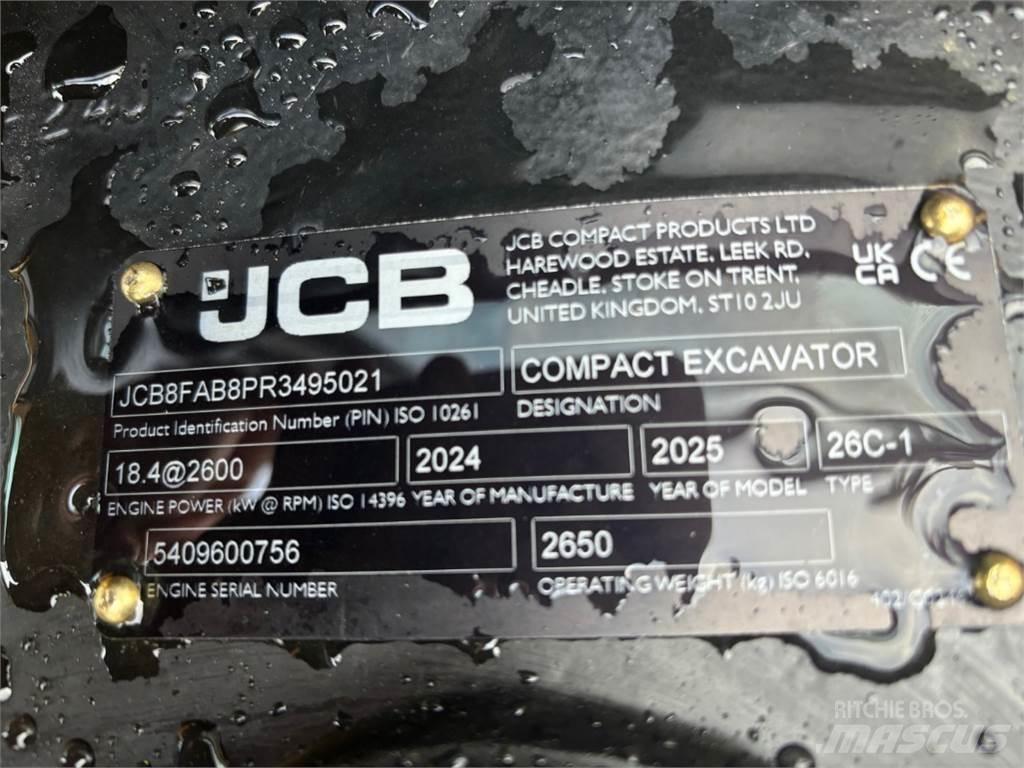 JCB
JCB COMPACT PRODUCTS LTD
HAREWOOD ESTATE, LEEK RD,
CHEADLE, STOKE ON TRENT,
UNITED KINGDOM, ST10 2JU
UK
CA
CE
JCB8FAB8PR3495021
Product Identification Number (PIN) ISO 10261
COMPACT EXCAVATOR
DESIGNATION
18.4@2600
ENGINE POWER (kW @ RPM) ISO 14396
2024
YEAR OF MANUFACTURE
2025
YEAR OF MODEL
26C-1
TYPE
5409600756
ENGINE SERIAL NUMBER
2650
OPERATING WEIGHT (kg) ISO 6016
RITCHIE BROS.
MASCUS